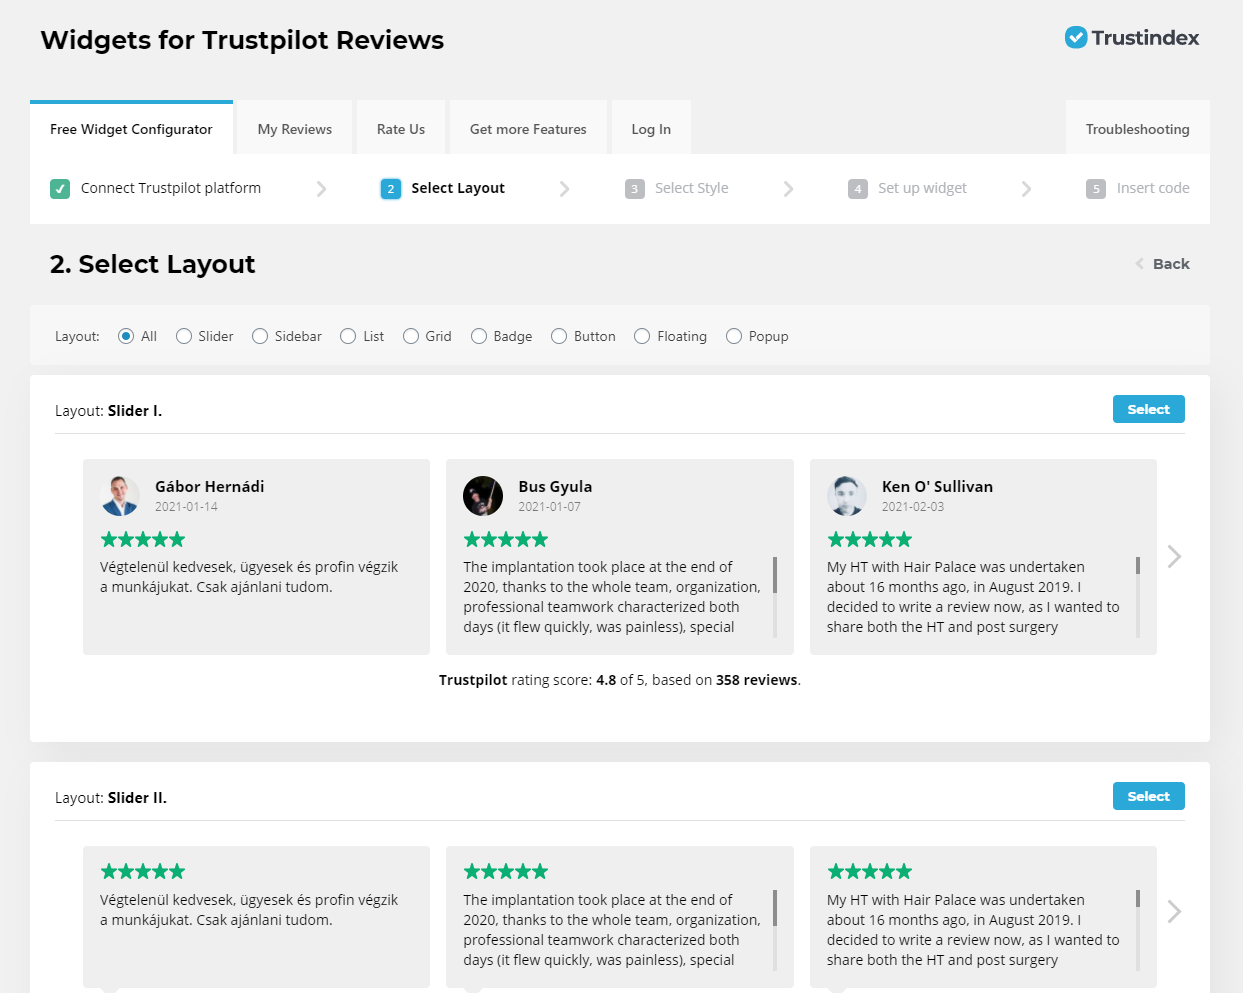 Widgets for Trustpilot Reviews
Trustindex
Free Widget Configurator
My Reviews
Rate Us
Get more Features
Log In
Troubleshooting
Connect Trustpilot platform
2 Select Layout
3 Select Style
4 Set up widget
5 Insert code
2. Select Layout
Back
Layout: All Slider Sidebar List Grid Badge Button Floating Popup
Layout: Slider I.
Select
Gábor Hernádi
2021-01-14
Végtelenül kedvesek, ügyesek és profin végzik
a munkájukat. Csak ajánlani tudom.
Bus Gyula
2021-01-07
The implantation took place at the end of
2020, thanks to the whole team, organization,
professional teamwork characterized both
days (it flew quickly, was painless), special
Ken O' Sullivan
2021-02-03
My HT with Hair Palace was undertaken
about 16 months ago, in August 2019. I
decided to write a review now, as I wanted to
share both the HT and post surgery
Trustpilot rating score: 4.8 of 5, based on 358 reviews.
Layout: Slider II.
Select
Végtelenül kedvesek, ügyesek és profin végzik
a munkájukat. Csak ajánlani tudom.
The implantation took place at the end of
2020, thanks to the whole team, organization,
professional teamwork characterized both
days (it flew quickly, was painless), special
My HT with Hair Palace was undertaken
about 16 months ago, in August 2019. I
decided to write a review now, as I wanted to
share both the HT and post surgery